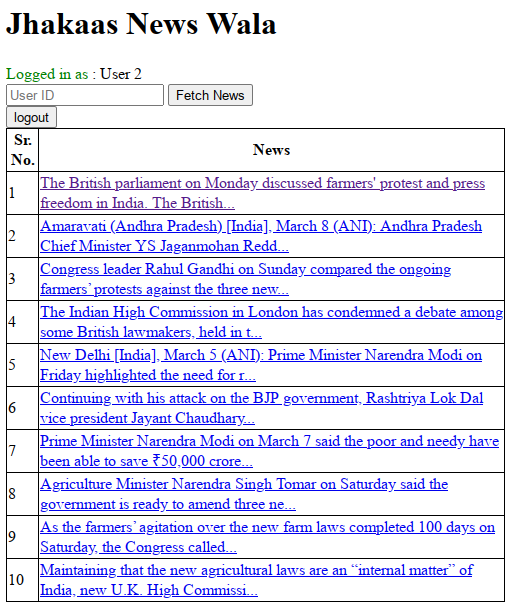 Jhakaas News Wala
Logged in as : User 2
User ID Fetch News
logout
Sr.
No. News
1 The British parliament on Monday discussed farmers' protest and press
freedom in India. The British...
2 Amaravati (Andhra Pradesh) [India], March 8 (ANI): Andhra Pradesh
Chief Minister YS Jaganmohan Redd...
3 Congress leader Rahul Gandhi on Sunday compared the ongoing
farmers’ protests against the three new...
4 The Indian High Commission in London has condemned a debate among
some British lawmakers, held in t...
5 New Delhi [India], March 5 (ANI): Prime Minister Narendra Modi on
Friday highlighted the need for r...
6 Continuing with his attack on the BJP government, Rashtriya Lok Dal
vice president Jayant Chaudhary...
7 Prime Minister Narendra Modi on March 7 said the poor and needy have
been able to save ₹50,000 crore...
8 Agriculture Minister Narendra Singh Tomar on Saturday said the
government is ready to amend three ne...
9 As the farmers’ agitation over the new farm laws completed 100 days on
Saturday, the Congress called...
10 Maintaining that the new agricultural laws are an “internal matter” of
India, new U.K. High Commissi...